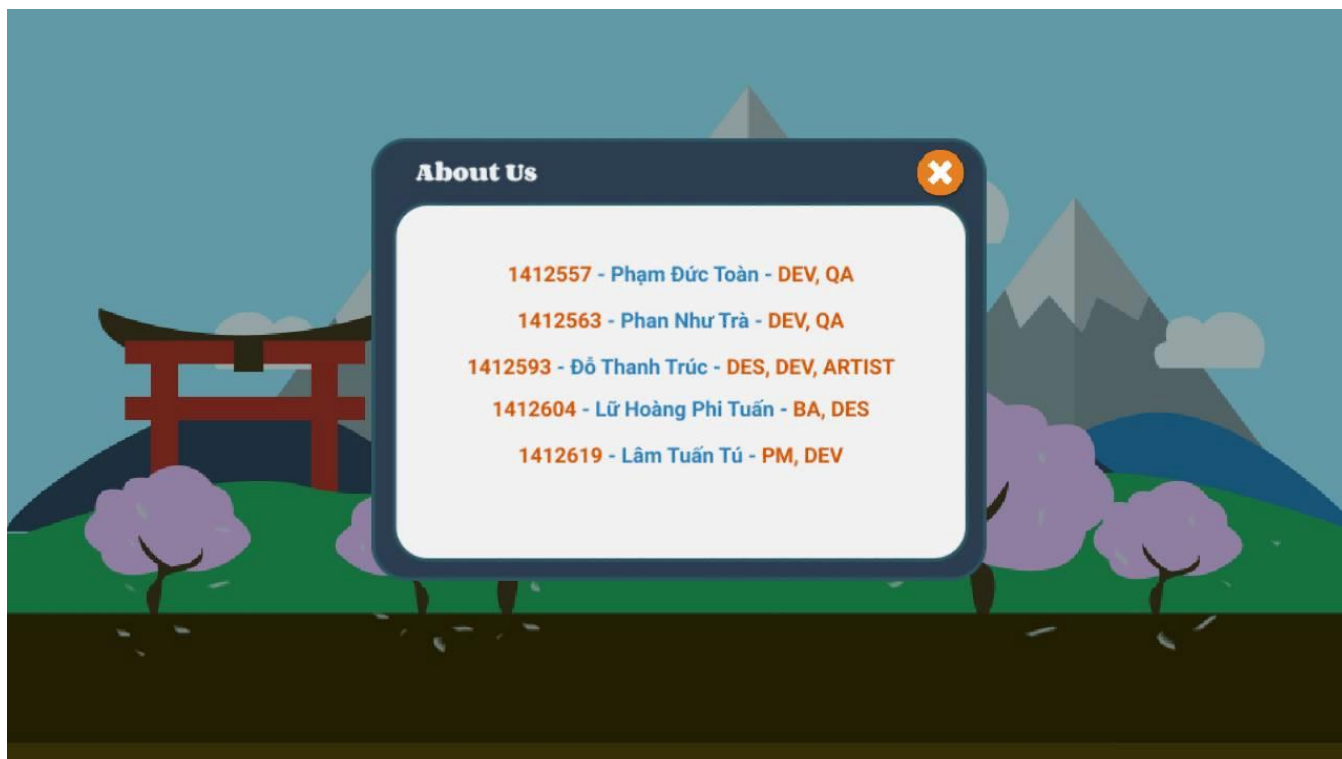 About Us
1412557 - Phạm Đức Toàn - DEV, QA
1412563 - Phan Như Trà - DEV, QA
1412593 - Đỗ Thanh Trúc - DES, DEV, ARTIST
1412604 - Lữ Hoàng Phi Tuấn - BA, DES
1412619 - Lâm Tuấn Tú - PM, DEV